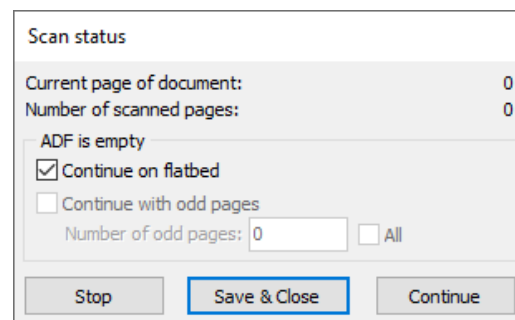 Scan status
Current page of document: 0
Number of scanned pages: 0
ADF is empty
Continue on flatbed
Continue with odd pages
Number of odd pages: 0 All
Stop Save & Close Continue